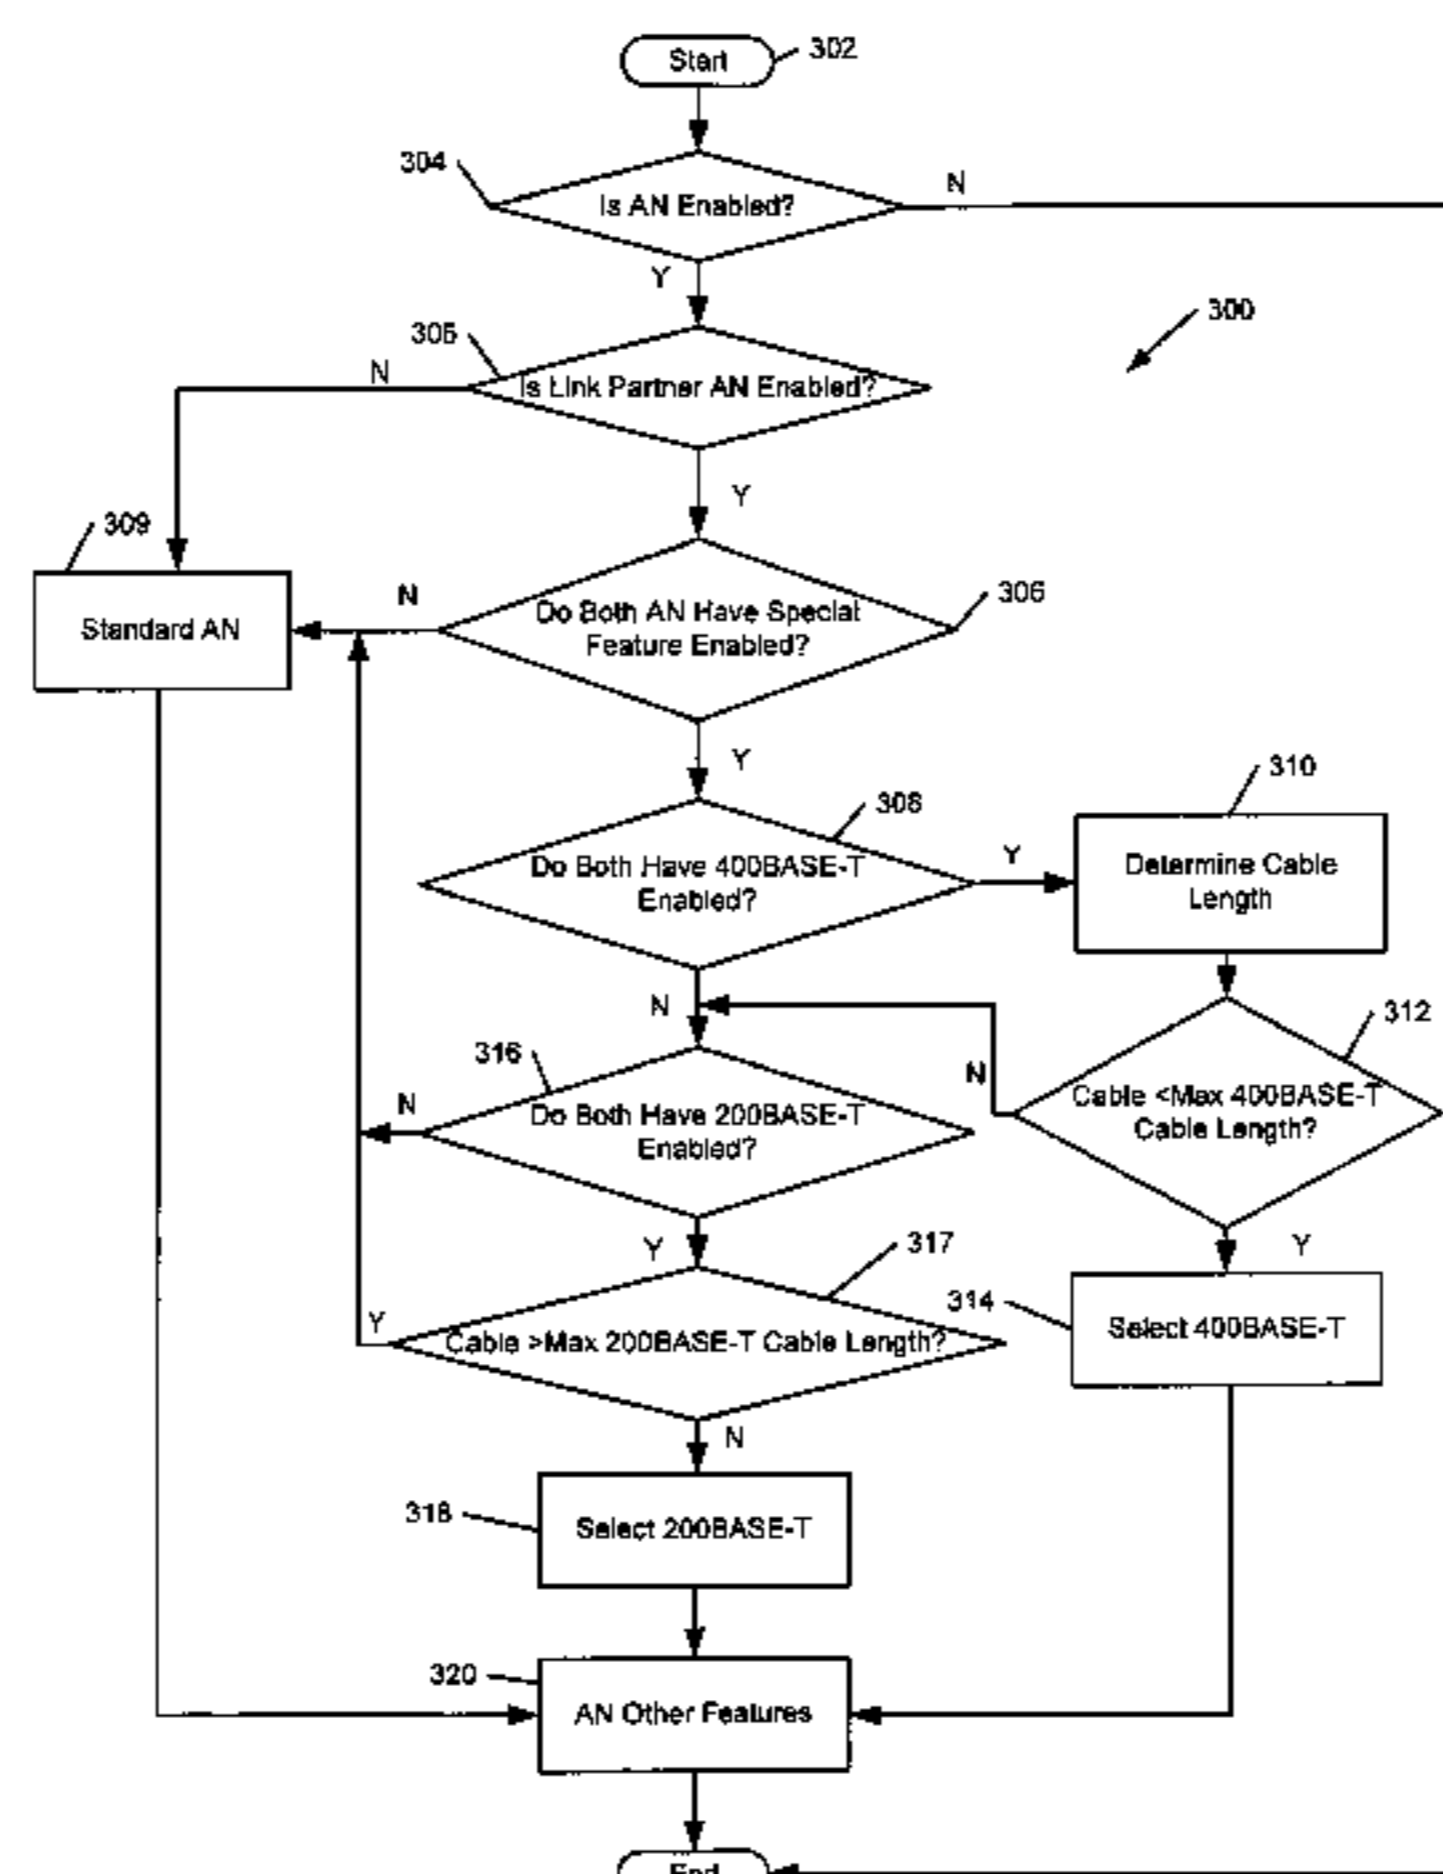 Start
302
304
Is AN Enabled?
N
Y
300
305
Is Link Partner AN Enabled?
N
Y
309
Standard AN
N
Do Both AN Have Special
Feature Enabled?
306
Y
308
310
Do Both Have 400BASE-T
Enabled?
Y
Determine Cable
Length
N
312
316
N
Cable <Max 400BASE-T
Cable Length?
N
Do Both Have 200BASE-T
Enabled?
Y
317
Y
314
Select 400BASE-T
Y
Cable >Max 200BASE-T Cable Length?
N
318
Select 200BASE-T
320
AN Other Features
End